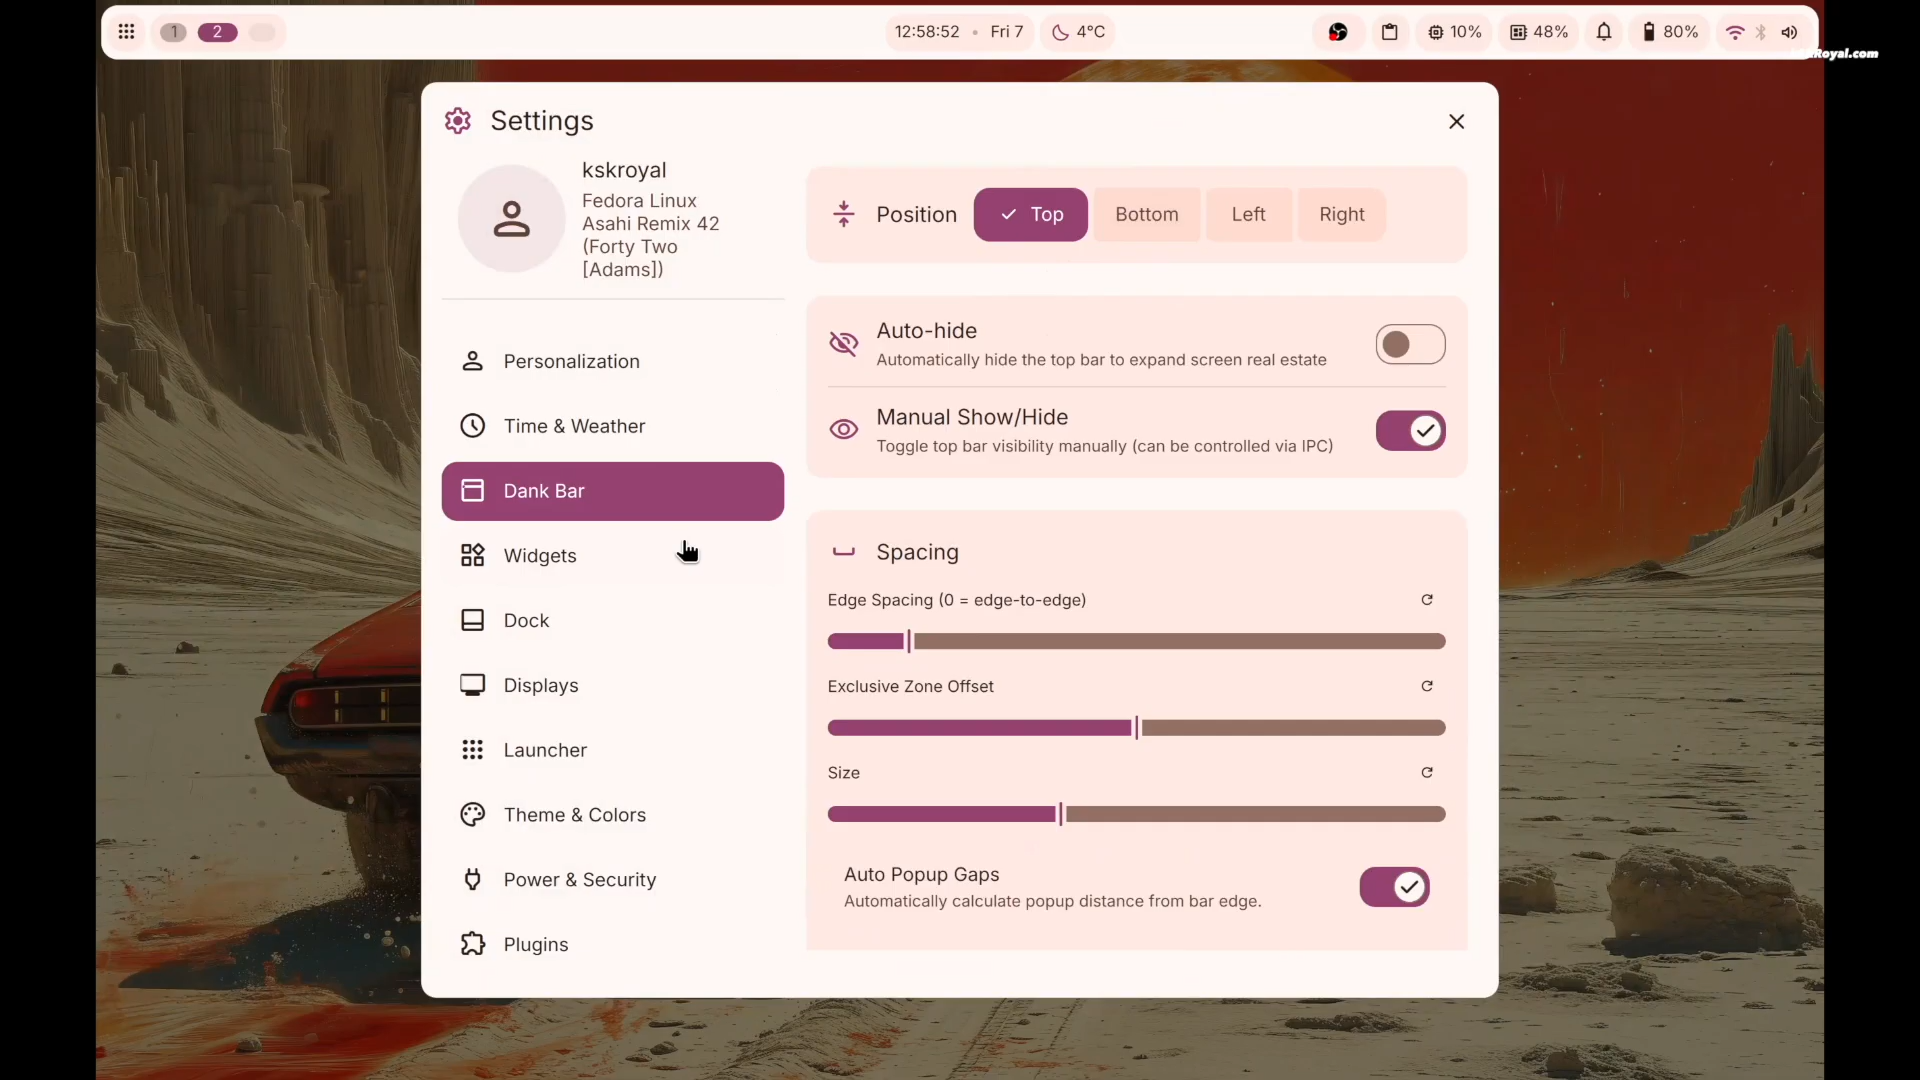 1
2
12:58:52 • Fri 7
4°C
10%
48%
80%
Royal.com
Settings
kskroyal
Fedora Linux
Asahi Remix 42
(Forty Two
[Adams])
Personalization
Time & Weather
Dank Bar
Widgets
Dock
Displays
Launcher
Theme & Colors
Power & Security
Plugins
Position
Top
Bottom
Left
Right
Auto-hide
Automatically hide the top bar to expand screen real estate
Manual Show/Hide
Toggle top bar visibility manually (can be controlled via IPC)
Spacing
Edge Spacing (0 = edge-to-edge)
Exclusive Zone Offset
Size
Auto Popup Gaps
Automatically calculate popup distance from bar edge.